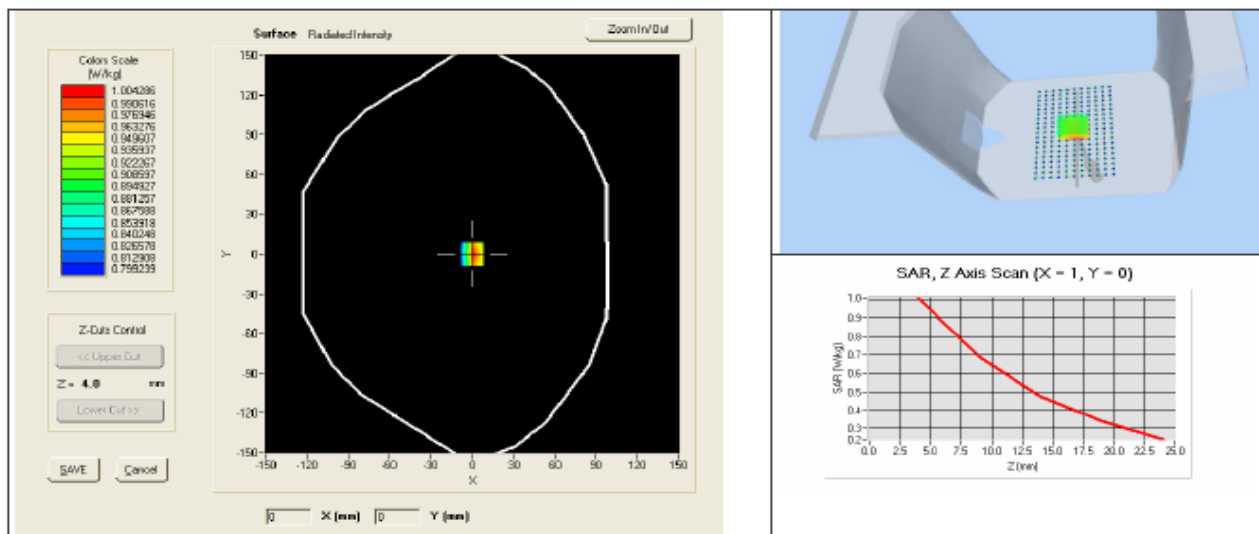 Surface Radiated Intensity
Zoom In/Out
Colors Scale
(W/kg)
1.004286
0.990616
0.976946
0.963276
0.949607
0.935937
0.922267
0.908597
0.894927
0.881257
0.867588
0.853918
0.840248
0.826578
0.812908
0.799239
150
120
90
60
30
0
-30
-60
-90
-120
-150
Y
-150 -120 -90 -60 -30 0 30 60 90 120 150
X
Z-Cuts Control
<< Upper Cut
Z = 4.0 mm
Lower Cut >>
SAVE Cancel
0 X (mm) 0 Y (mm)
SAR, Z Axis Scan (X = 1, Y = 0)
SAR (W/kg)
1.0
0.9
0.8
0.7
0.6
0.5
0.4
0.3
0.2
0.0 2.5 5.0 7.5 10.0 12.5 15.0 17.5 20.0 22.5 25.0
Z (mm)